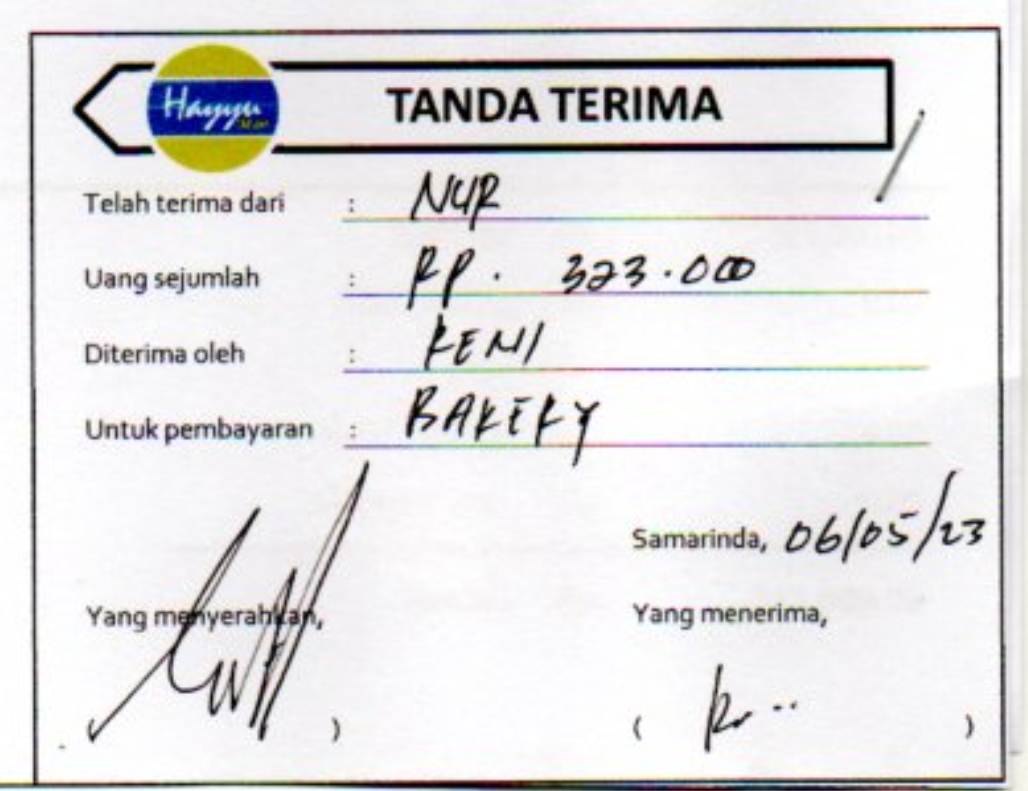 Hayyu
TANDA TERIMA
Telah terima dari : NUR
Uang sejumlah : RP. 323.000
Diterima oleh : RENI
Untuk pembayaran : BAKERY
Samarinda, 06/05/23
Yang menyerahkan,
Yang menerima,
( )
( )